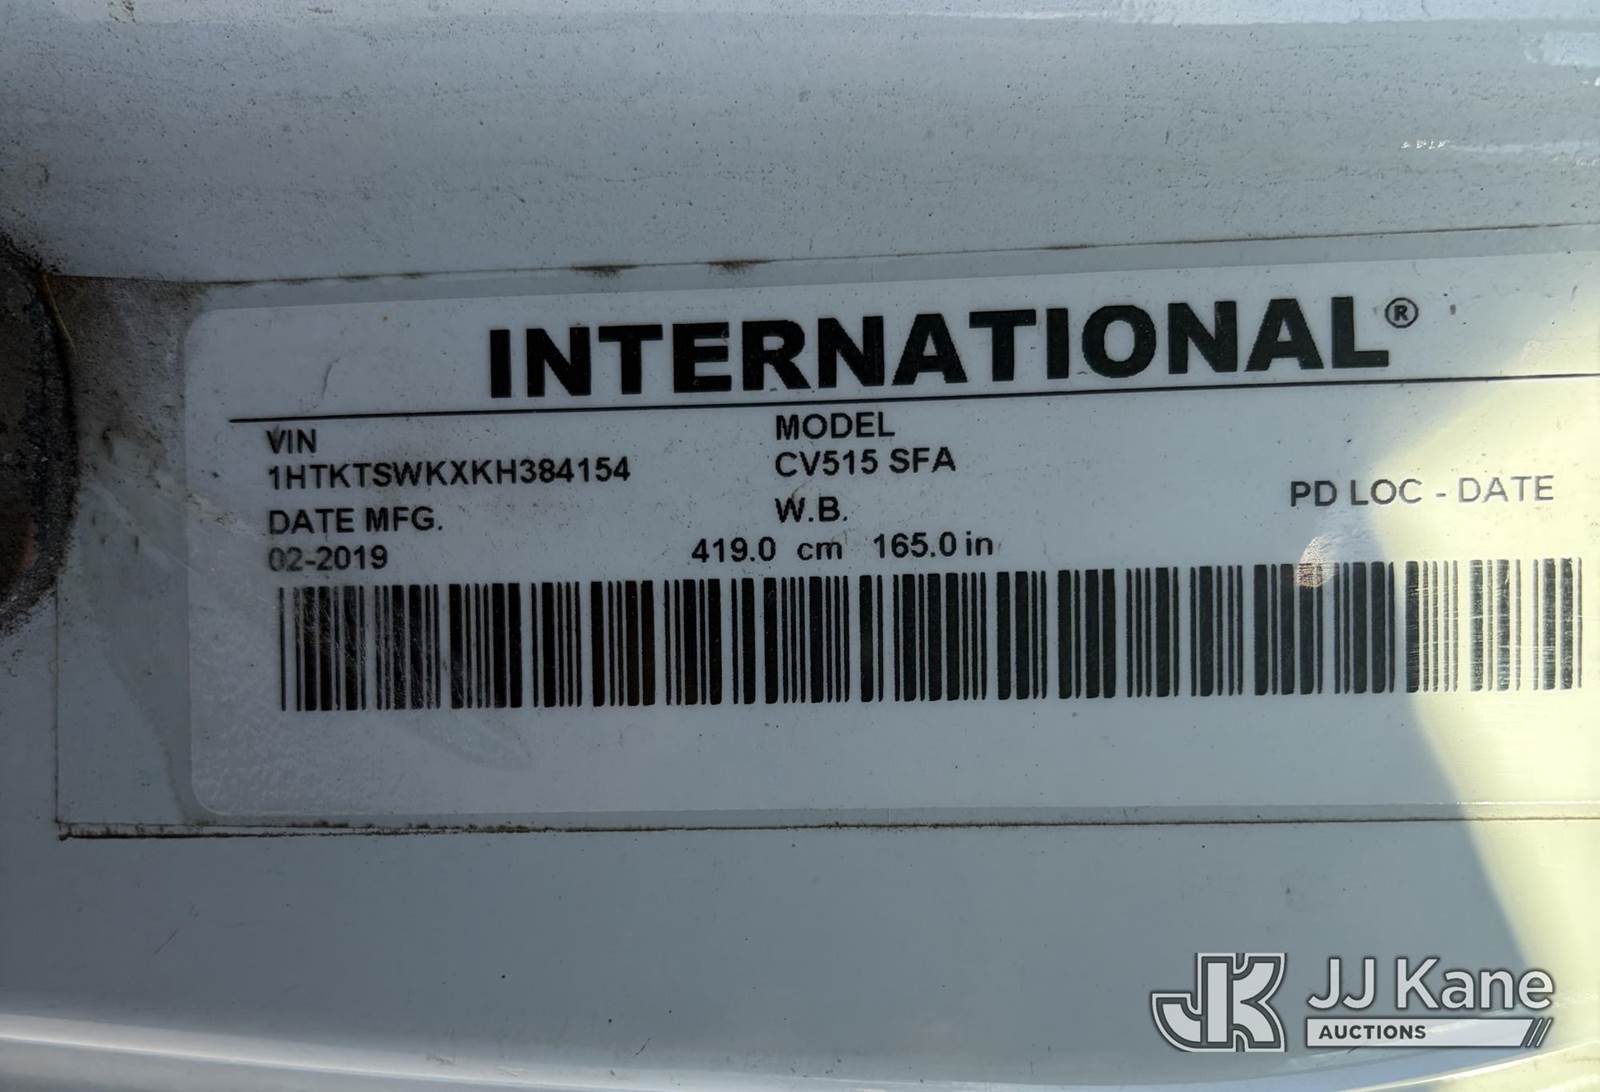 INTERNATIONAL®
VIN
1HTKTSWKXKH384154
MODEL
CV515 SFA
DATE MFG.
02-2019
W.B.
419.0 cm 165.0 in
PD LOC - DATE
JK JJ Kane
AUCTIONS